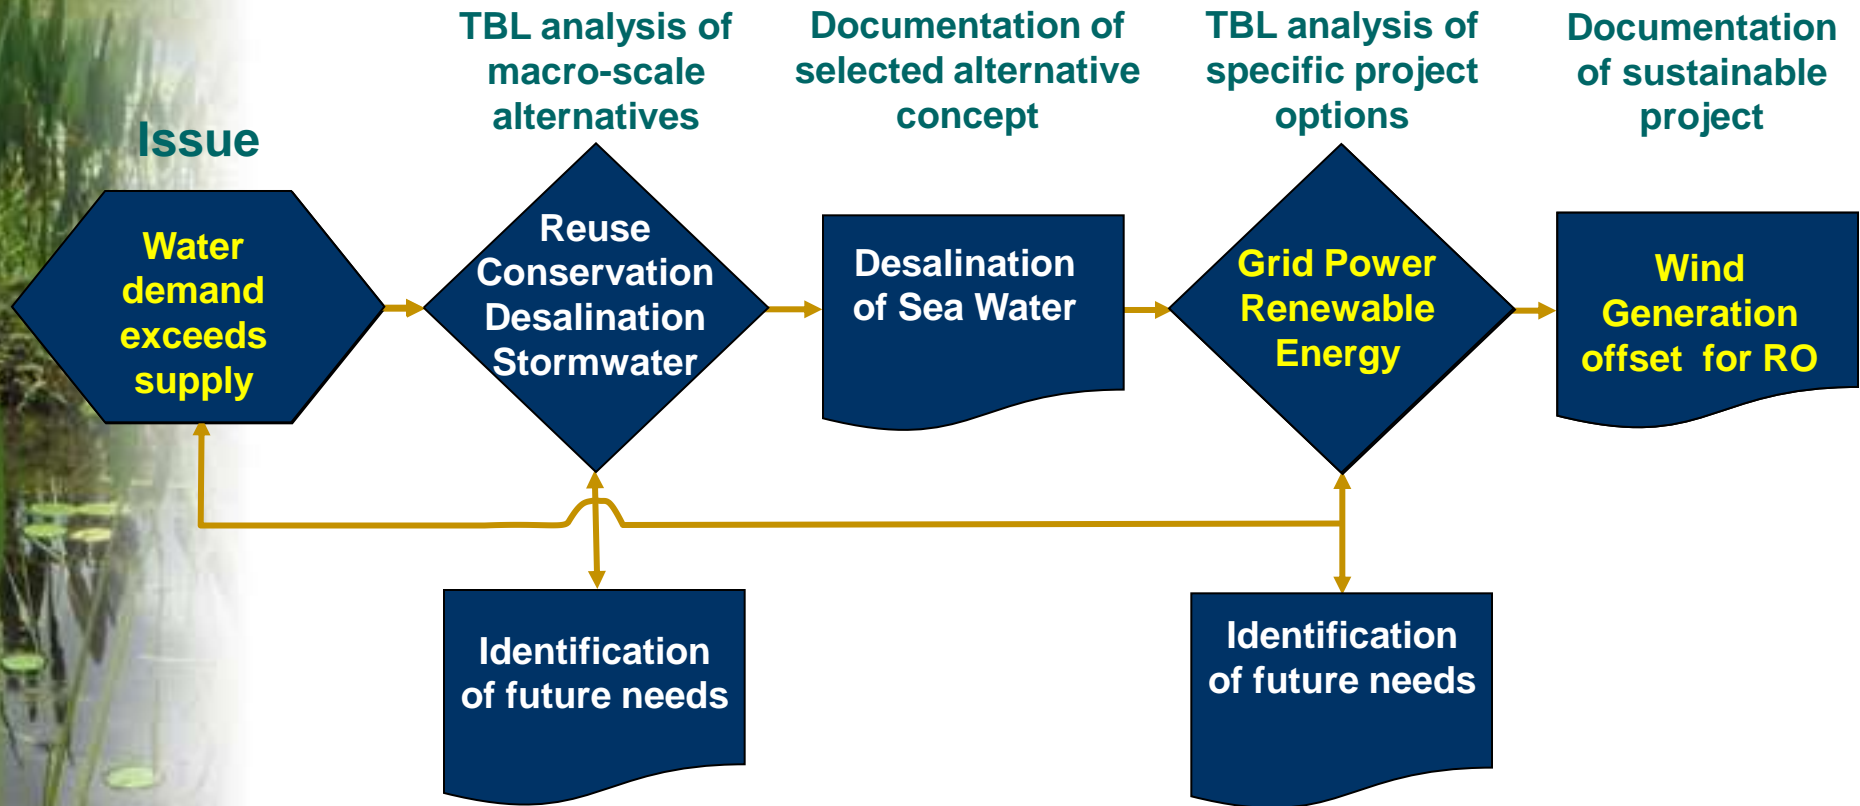 TBL analysis of
macro-scale
alternatives
Documentation of
selected alternative
concept
TBL analysis of
specific project
options
Documentation
of sustainable
project
Issue
Water
demand
exceeds
supply
Reuse
Conservation
Desalination
Stormwater
Desalination
of Sea Water
Grid Power
Renewable
Energy
Wind
Generation
offset for RO
Identification
of future needs
Identification
of future needs